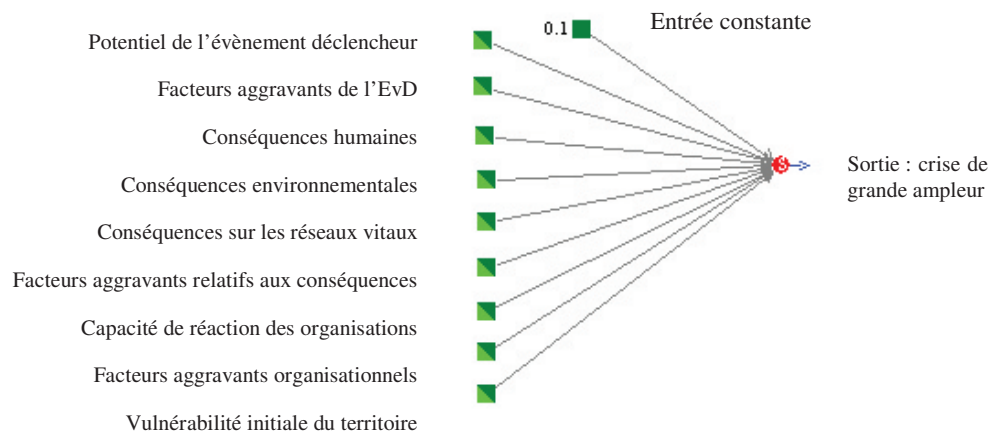 0.1
Entrée constante
Potentiel de l'évènement déclencheur
Facteurs aggravants de l'EvD
Conséquences humaines
Conséquences environnementales
Conséquences sur les réseaux vitaux
Facteurs aggravants relatifs aux conséquences
Capacité de réaction des organisations
Facteurs aggravants organisationnels
Vulnérabilité initiale du territoire
S
Sortie : crise de
grande ampleur